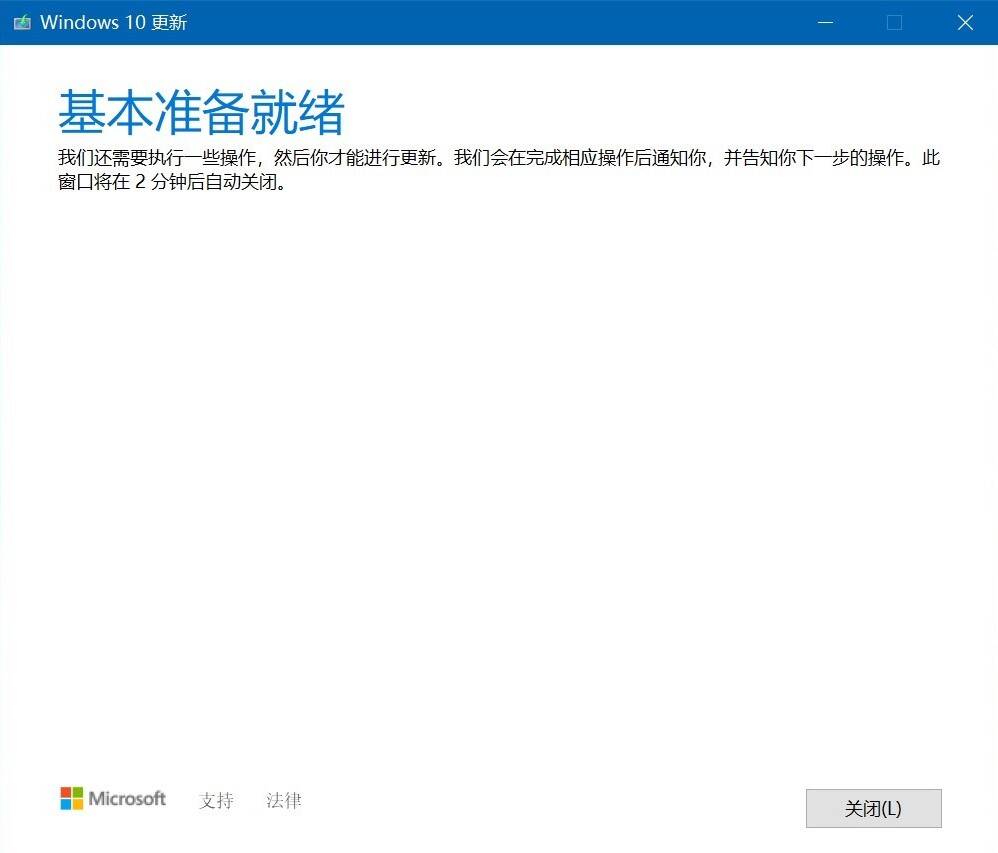 Windows 10 更新
基本准备就绪
我们还需要执行一些操作，然后你才能进行更新。我们会在完成相应操作后通知你，并告知你下一步的操作。此
窗口将在 2 分钟后自动关闭。
Microsoft 支持 法律
关闭(L)